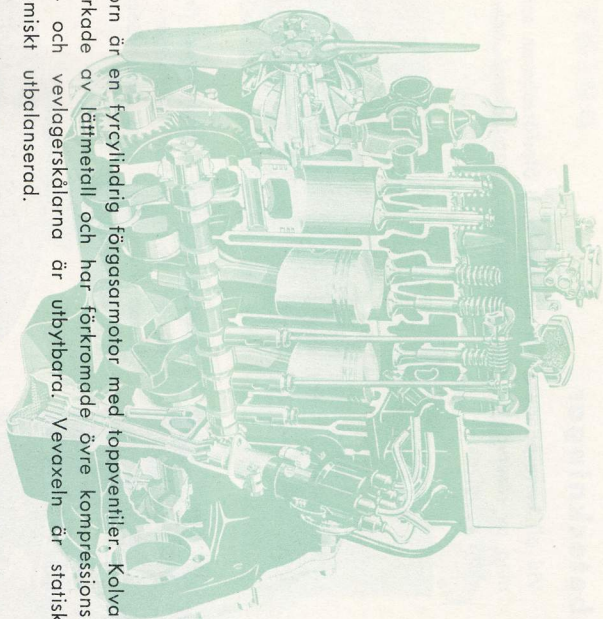 orn är en fyrcylindrig förgasarmotor med toppventiler. Kolva
rkade av lättmetall och har förkromade övre kompressions
och vevlagerskålarna är utbytbara. Vevaxeln är statisk
miskt utbalanserad.